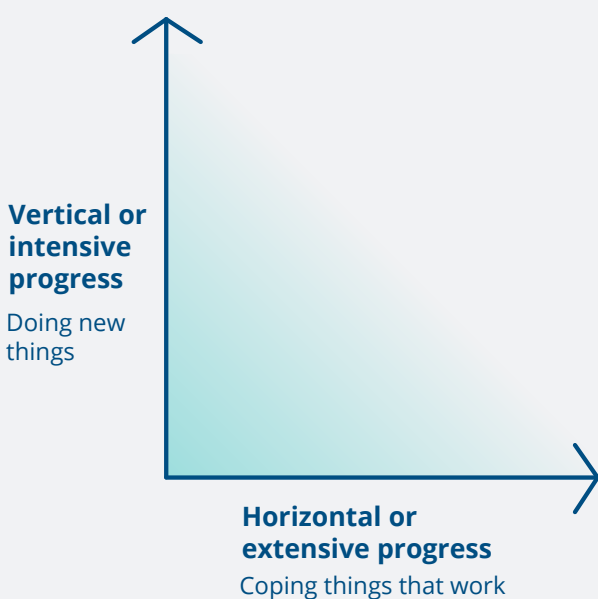 Vertical or
intensive
progress
Doing new
things
Horizontal or
extensive progress
Coping things that work